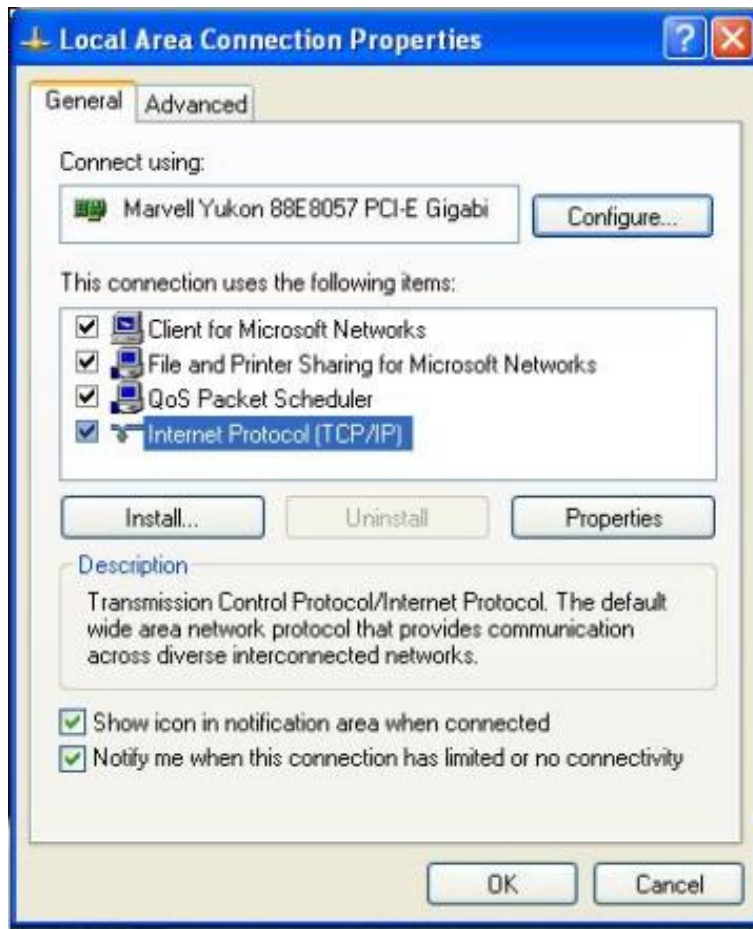 Local Area Connection Properties
General Advanced
Connect using:
Marvell Yukon 88E8057 PCI-E Gigabi
Configure...
This connection uses the following items:
Client for Microsoft Networks
File and Printer Sharing for Microsoft Networks
QoS Packet Scheduler
Internet Protocol (TCP/IP)
Install... Uninstall Properties
Description
Transmission Control Protocol/Internet Protocol. The default
wide area network protocol that provides communication
across diverse interconnected networks.
Show icon in notification area when connected
Notify me when this connection has limited or no connectivity
OK Cancel